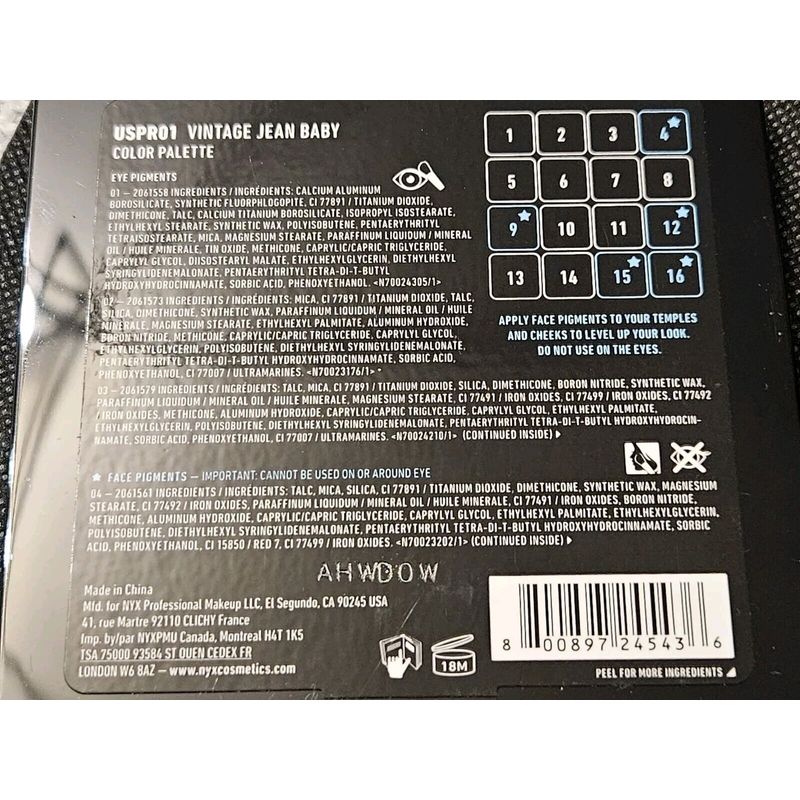 USPR01 VINTAGE JEAN BABY
COLOR PALETTE
EYE PIGMENTS
01 – 2061558 INGREDIENTS / INGRÉDIENTS: CALCIUM ALUMINUM
BOROSILICATE, SYNTHETIC FLUORPHLOGOPITE, CI 77891 / TITANIUM DIOXIDE,
DIMETHICONE, TALC, CALCIUM TITANIUM BOROSILICATE, ISOPROPYL ISOSTEARATE,
ETHYLHEXYL STEARATE, SYNTHETIC WAX, POLYISOBUTENE, PENTAERYTHRITYL
TETRAISOSTEARATE, MICA, MAGNESIUM STEARATE, PARAFFINUM LIQUIDUM / MINERAL
OIL / HUILE MINERALE, TIN OXIDE, METHICONE, CAPRYLIC/CAPRIC TRIGLYCERIDE,
CAPRYLYL GLYCOL, DIISOSTEARYL MALATE, ETHYLHEXYLGLYCERIN, DIETHYLHEXYL
SYRINGYLIDENEMALONATE, PENTAERYTHRITYL TETRA-DI-T-BUTYL
HYDROXYHYDROCINNAMATE, SORBIC ACID, PHENOXYETHANOL. <N70024305/1>
02 – 2061573 INGREDIENTS / INGRÉDIENTS: MICA, CI 77891 / TITANIUM DIOXIDE, TALC,
SILICA, DIMETHICONE, SYNTHETIC WAX, PARAFFINUM LIQUIDUM / MINERAL OIL / HUILE
MINERALE, MAGNESIUM STEARATE, ETHYLHEXYL PALMITATE, ALUMINUM HYDROXIDE,
BORON NITRIDE, METHICONE, CAPRYLIC/CAPRIC TRIGLYCERIDE, CAPRYLYL GLYCOL,
ETHYLHEXYLGLYCERIN, POLYISOBUTENE, DIETHYLHEXYL SYRINGYLIDENEMALONATE,
PENTAERYTHRITYL TETRA-DI-T-BUTYL HYDROXYHYDROCINNAMATE, SORBIC ACID,
PHENOXYETHANOL, CI 77007 / ULTRAMARINES. <N70023176/1>
03 – 2061579 INGREDIENTS / INGRÉDIENTS: TALC, MICA, CI 77891 / TITANIUM DIOXIDE, SILICA, DIMETHICONE, BORON NITRIDE, SYNTHETIC WAX,
PARAFFINUM LIQUIDUM / MINERAL OIL / HUILE MINERALE, MAGNESIUM STEARATE, CI 77491 / IRON OXIDES, CI 77499 / IRON OXIDES, CI 77492
/ IRON OXIDES, METHICONE, ALUMINUM HYDROXIDE, CAPRYLIC/CAPRIC TRIGLYCERIDE, CAPRYLYL GLYCOL, ETHYLHEXYL PALMITATE,
ETHYLHEXYLGLYCERIN, POLYISOBUTENE, DIETHYLHEXYL SYRINGYLIDENEMALONATE, PENTAERYTHRITYL TETRA-DI-T-BUTYL HYDROXYHYDROCIN-
NAMATE, SORBIC ACID, PHENOXYETHANOL, CI 77007 / ULTRAMARINES. <N70024210/1> (CONTINUED INSIDE)
FACE PIGMENTS – IMPORTANT: CANNOT BE USED ON OR AROUND EYE
04 – 2061561 INGREDIENTS / INGRÉDIENTS: TALC, MICA, SILICA, CI 77891 / TITANIUM DIOXIDE, DIMETHICONE, SYNTHETIC WAX, MAGNESIUM
STEARATE, CI 77492 / IRON OXIDES, PARAFFINUM LIQUIDUM / MINERAL OIL / HUILE MINERALE, CI 77491 / IRON OXIDES, BORON NITRIDE,
METHICONE, ALUMINUM HYDROXIDE, CAPRYLIC/CAPRIC TRIGLYCERIDE, CAPRYLYL GLYCOL, ETHYLHEXYL PALMITATE, ETHYLHEXYLGLYCERIN,
POLYISOBUTENE, DIETHYLHEXYL SYRINGYLIDENEMALONATE, PENTAERYTHRITYL TETRA-DI-T-BUTYL HYDROXYHYDROCINNAMATE, SORBIC
ACID, PHENOXYETHANOL, CI 15850 / RED 7, CI 77499 / IRON OXIDES. <N70023202/1> (CONTINUED INSIDE)
1 2 3 4
5 6 7 8
9 10 11 12
13 14 15 16
APPLY FACE PIGMENTS TO YOUR TEMPLES
AND CHEEKS TO LEVEL UP YOUR LOOK.
DO NOT USE ON THE EYES.
AHWDOW
Made in China
Mfd. for NYX Professional Makeup LLC, El Segundo, CA 90245 USA
41, rue Martre 92110 CLICHY France
Imp. by/par NYXPMU Canada, Montreal H4T 1K5
TSA 75000 93584 ST OUEN CEDEX FR
LONDON W6 8AZ – www.nyxcosmetics.com
18M
8 00897 24543 6
PEEL FOR MORE INGREDIENTS